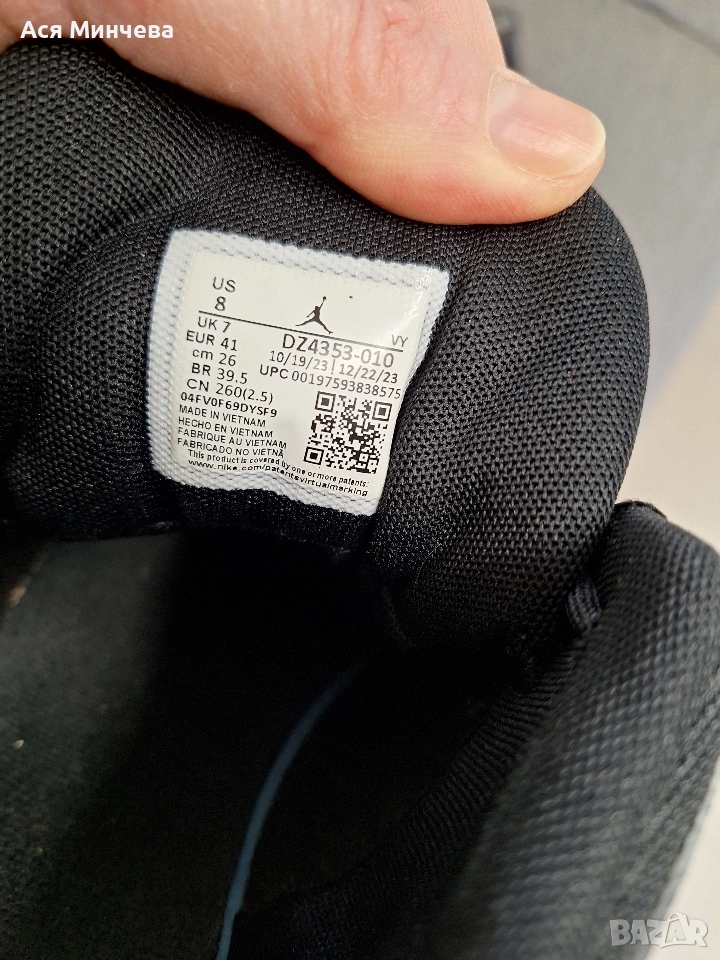 Ася Минчева
US
8
UK 7
EUR 41
cm 26
BR 39.5
CN 260(2.5)
04FV0F69DYSF9
VY
DZ4353-010
10/19/23 | 12/22/23
UPC 00197593838575
MADE IN VIETNAM
HECHO EN VIETNAM
FABRIQUE AU VIETNAM
FABRICADO NO VIETNÃ
This product is covered by one or more patents:
www.nike.com/patentsvirtualmarking
BAZAR